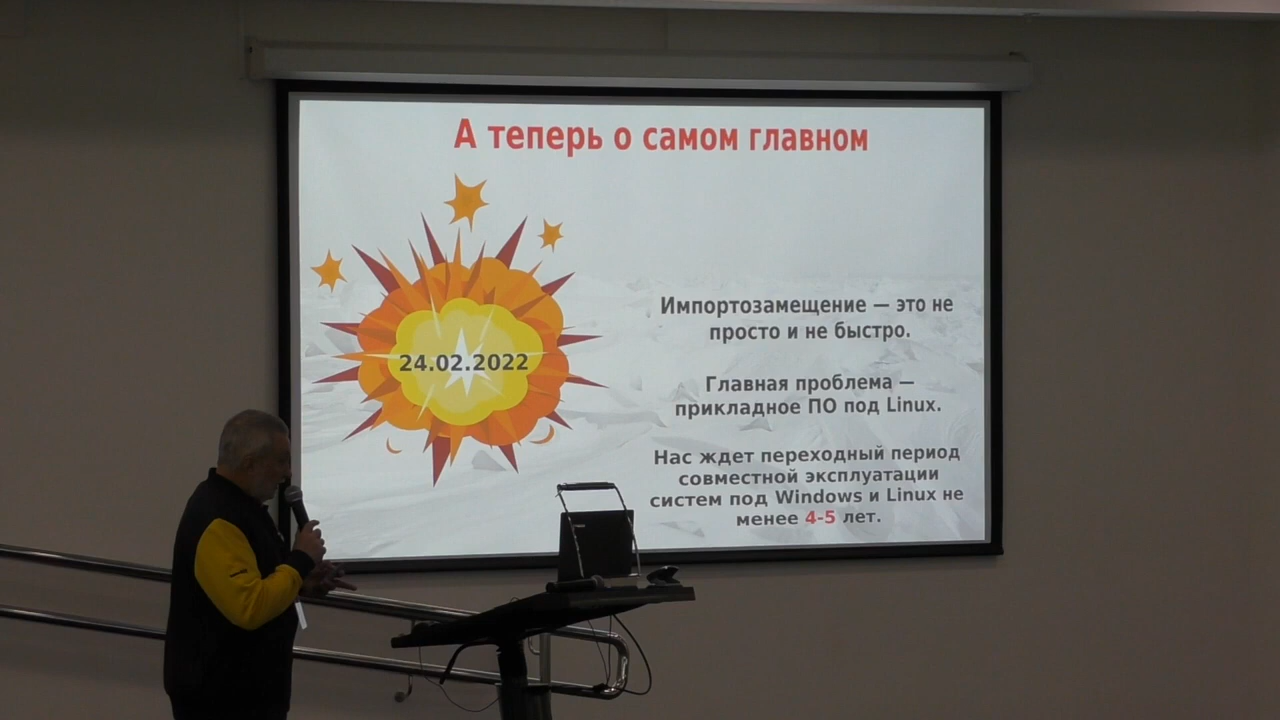 А теперь о самом главном
24.02.2022
Импортозамещение — это не
просто и не быстро.
Главная проблема —
прикладное ПО под Linux.
Нас ждет переходный период
совместной эксплуатации
систем под Windows и Linux не
менее 4-5 лет.